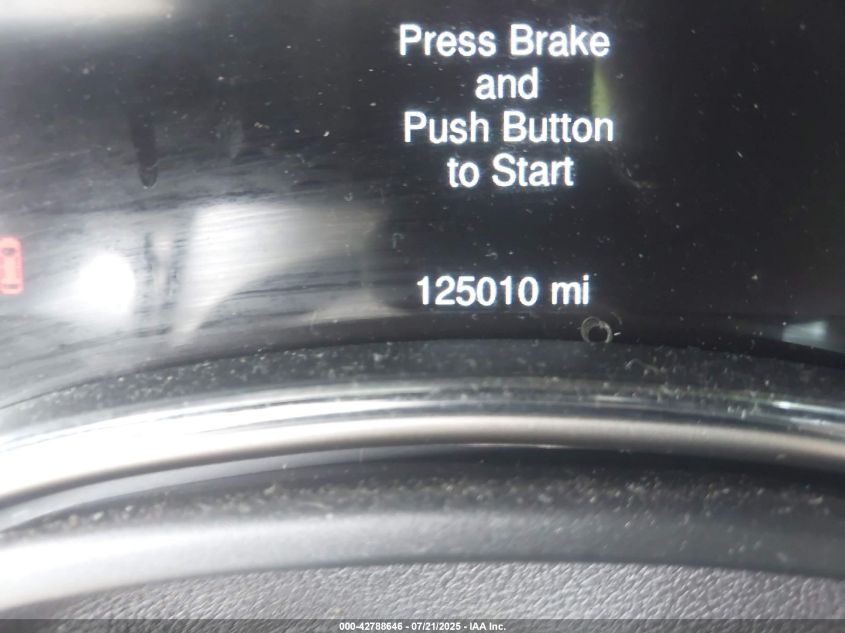 Press Brake
and
Push Button
to Start
125010 mi
000-42788646 - 07/21/2025 - IAA Inc.